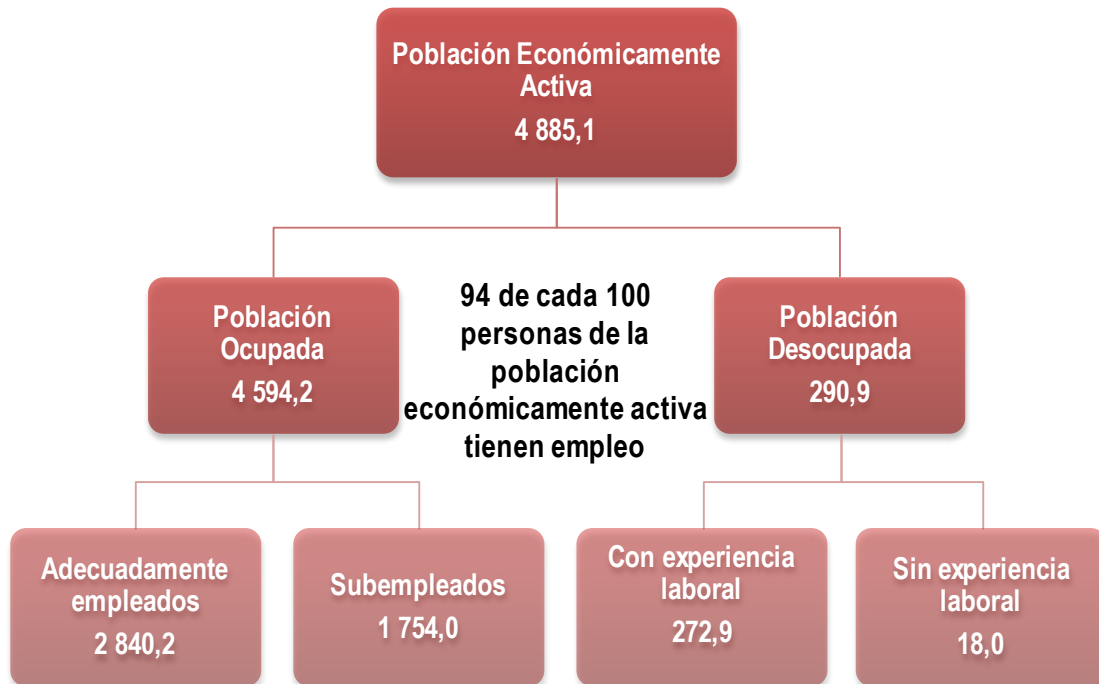 Población Económicamente
Activa
4 885,1
Población
Ocupada
4 594,2
94 de cada 100
personas de la
población
económicamente activa
tienen empleo
Población
Desocupada
290,9
Adecuadamente
empleados
2 840,2
Subempleados
1 754,0
Con experiencia
laboral
272,9
Sin experiencia
laboral
18,0